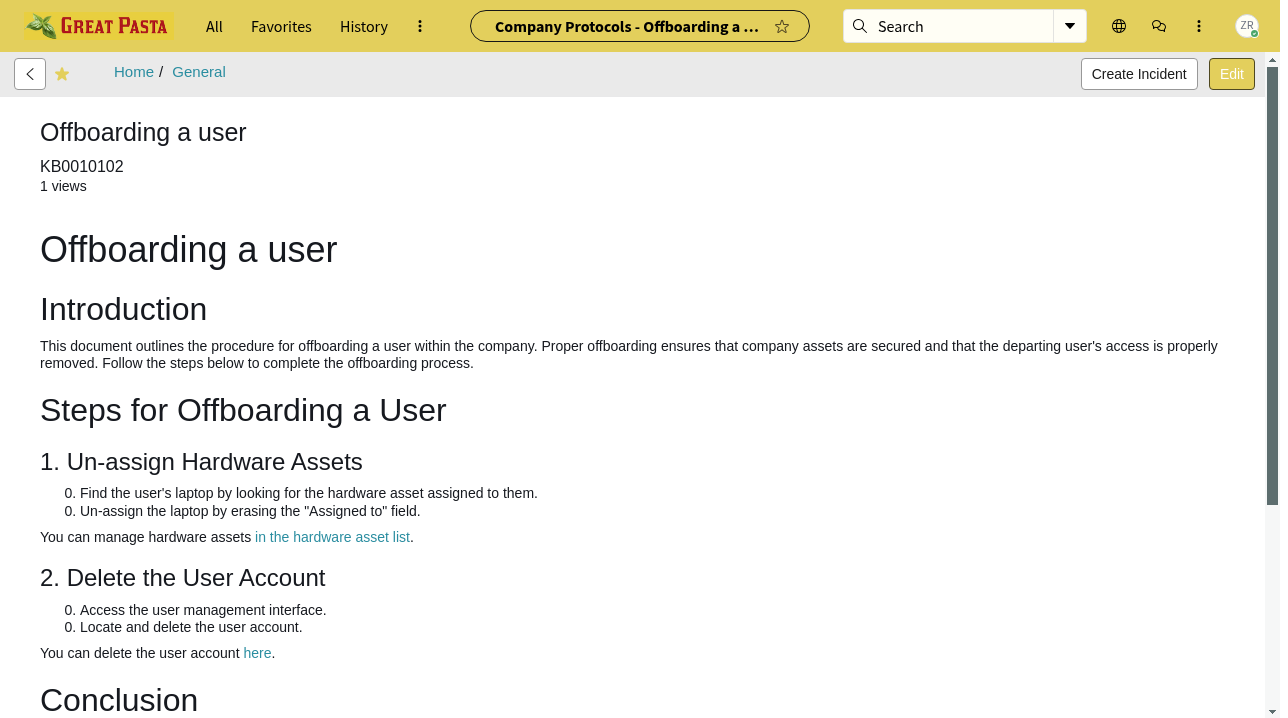 GREAT PASTA
All
Favorites
History
Company Protocols - Offboarding a ...
Search
ZR
Home / General
Create Incident
Edit
Offboarding a user
KB0010102
1 views
Offboarding a user
Introduction
This document outlines the procedure for offboarding a user within the company. Proper offboarding ensures that company assets are secured and that the departing user's access is properly
removed. Follow the steps below to complete the offboarding process.
Steps for Offboarding a User
1. Un-assign Hardware Assets
0. Find the user's laptop by looking for the hardware asset assigned to them.
0. Un-assign the laptop by erasing the "Assigned to" field.
You can manage hardware assets in the hardware asset list.
2. Delete the User Account
0. Access the user management interface.
0. Locate and delete the user account.
You can delete the user account here.
Conclusion